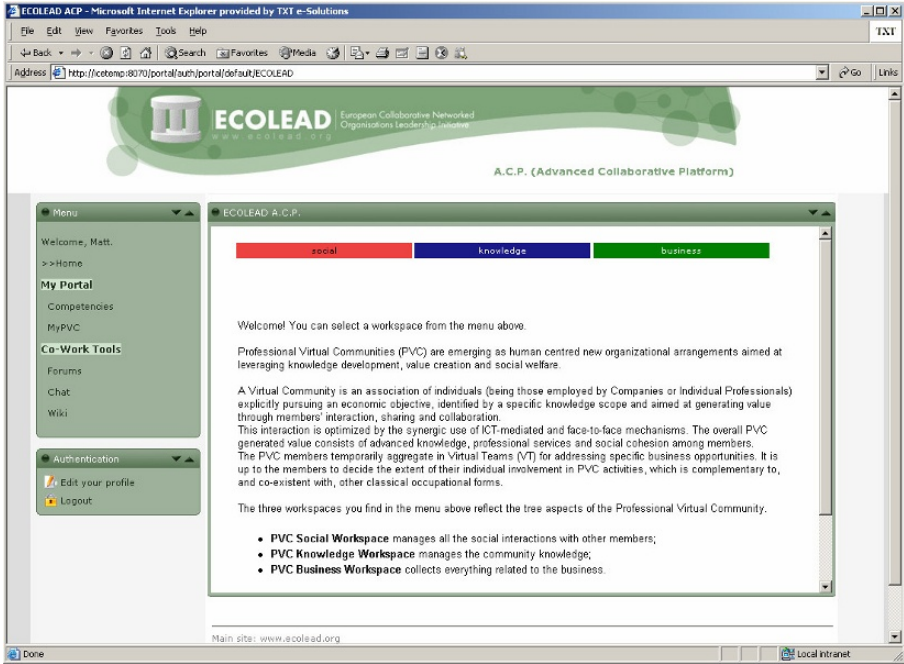 ECOLEAD ACP - Microsoft Internet Explorer provided by TXT e-Solutions
File Edit View Favorites Tools Help
TXT
Back Search Favorites Media
Address http://icetemp:8070/portal/auth/portal/default/ECOLEAD Go Links
ECOLEAD
www.ecolead.org
European Collaborative Networked
Organisations Leadership Initiative
A.C.P. (Advanced Collaborative Platform)
Menu
Welcome, Matt.
>>Home
My Portal
Competencies
MyPVC
Co-Work Tools
Forums
Chat
Wiki
Authentication
Edit your profile
Logout
ECOLEAD A.C.P.
social knowledge business
Welcome! You can select a workspace from the menu above.
Professional Virtual Communities (PVC) are emerging as human centred new organizational arrangements aimed at
leveraging knowledge development, value creation and social welfare.
A Virtual Community is an association of individuals (being those employed by Companies or Individual Professionals)
explicitly pursuing an economic objective, identified by a specific knowledge scope and aimed at generating value
through members' interaction, sharing and collaboration.
This interaction is optimized by the synergic use of ICT-mediated and face-to-face mechanisms. The overall PVC
generated value consists of advanced knowledge, professional services and social cohesion among members.
The PVC members temporarily aggregate in Virtual Teams (VT) for addressing specific business opportunities. It is
up to the members to decide the extent of their individual involvement in PVC activities, which is complementary to,
and co-existent with, other classical occupational forms.
The three workspaces you find in the menu above reflect the tree aspects of the Professional Virtual Community.
• PVC Social Workspace manages all the social interactions with other members;
• PVC Knowledge Workspace manages the community knowledge;
• PVC Business Workspace collects everything related to the business.
Main site: www.ecolead.org
Done Local intranet